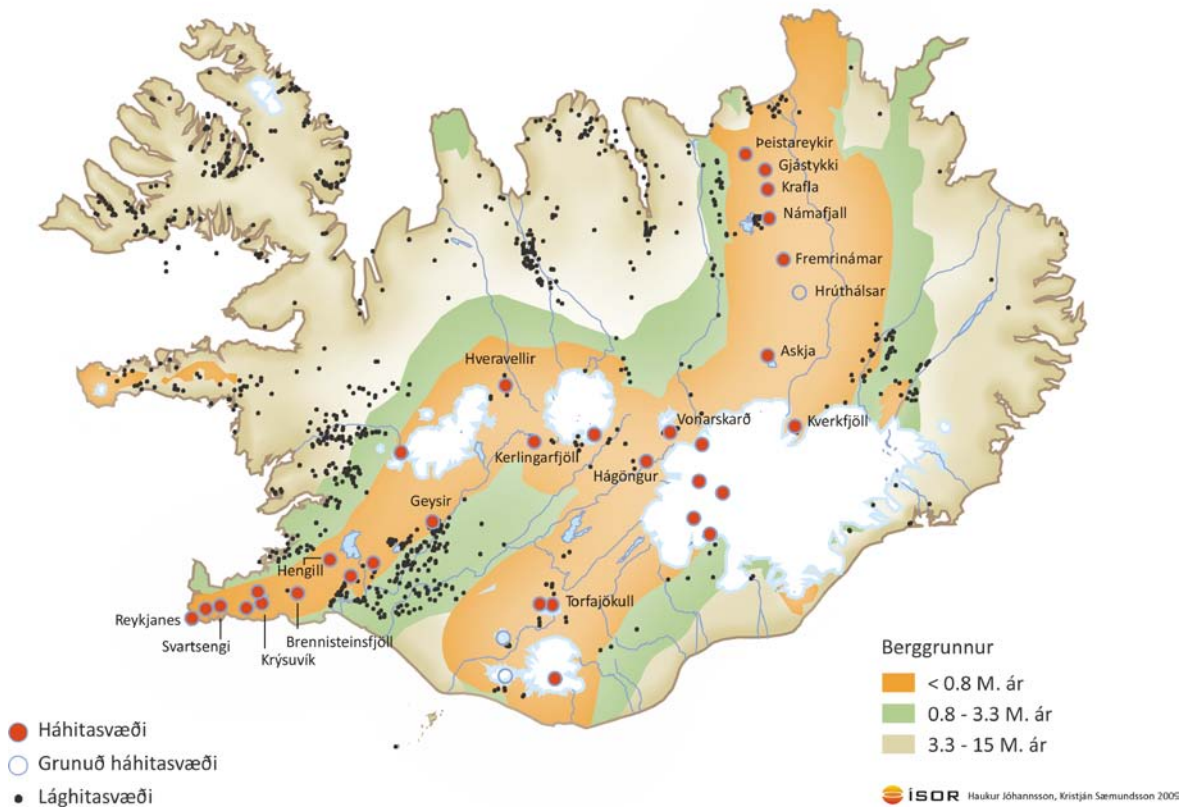 Þeistareykir
Gjástykki
Krafla
Námafjall
Fremrinámar
Hrúthálsar
Askja
Hveravellir
Vonarskarð
Kverkfjöll
Kerlingarfjöll
Hágöngur
Geysir
Hengill
Torfajökull
Reykjanes
Svartsengi
Brennisteinsfjöll
Krýsuvík
Háhitasvæði
Grunuð háhitasvæði
Lághitasvæði
Berggrunnur
< 0.8 M. ár
0.8 - 3.3 M. ár
3.3 - 15 M. ár
ÍSOR Haukur Jóhannsson, Kristján Sæmundsson 2009